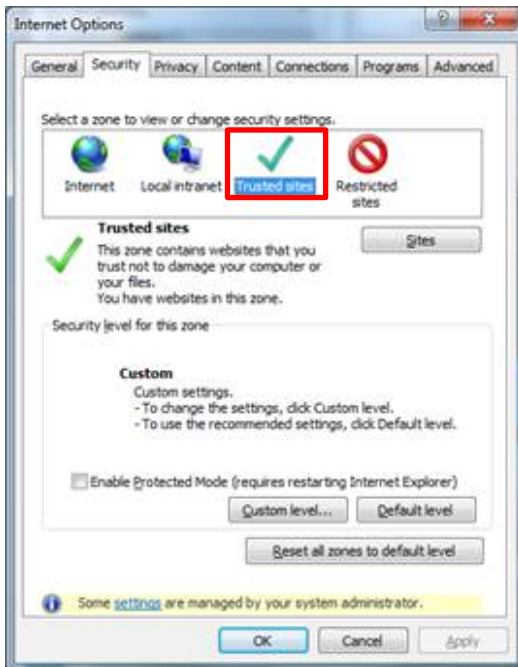 Internet Options
General Security Privacy Content Connections Programs Advanced
Select a zone to view or change security settings.
Internet Local intranet Trusted sites Restricted
sites
Trusted sites
Sites
This zone contains websites that you
trust not to damage your computer or
your files.
You have websites in this zone.
Security level for this zone
Custom
Custom settings.
- To change the settings, click Custom level.
- To use the recommended settings, click Default level.
Enable Protected Mode (requires restarting Internet Explorer)
Custom level... Default level
Reset all zones to default level
Some settings are managed by your system administrator.
OK Cancel Apply